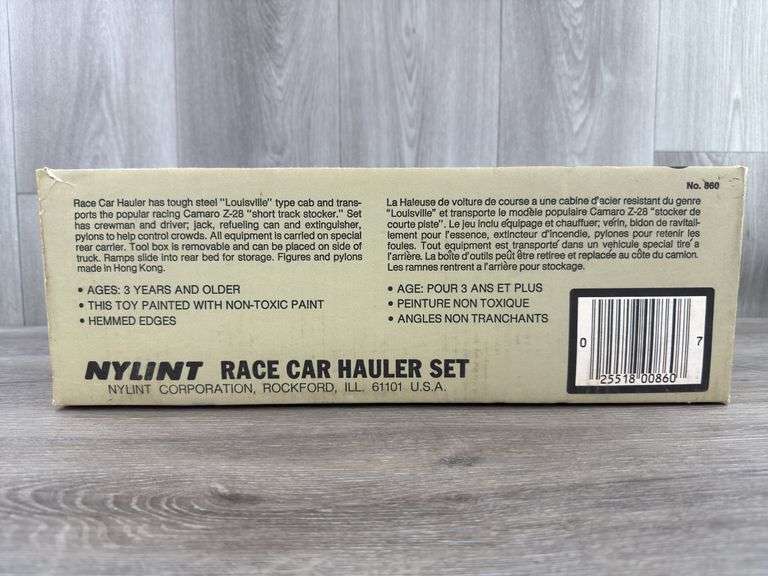 No. 860
Race Car Hauler has tough steel "Louisville" type cab and trans-
ports the popular racing Camaro Z-28 "short track stocker." Set
has crewman and driver; jack, refueling can and extinguisher,
pylons to help control crowds. All equipment is carried on special
rear carrier. Tool box is removable and can be placed on side of
truck. Ramps slide into rear bed for storage. Figures and pylons
made in Hong Kong.
• AGES: 3 YEARS AND OLDER
• THIS TOY PAINTED WITH NON-TOXIC PAINT
• HEMMED EDGES
La Haleuse de voiture de course a une cabine d'acier resistant du genre
"Louisville" et transporte le modèle populaire Camaro Z-28 "stocker de
courte piste". Le jeu inclu équipage et chauffuer; verin, bidon de ravitail-
lement pour l'essence, extincteur d'incendie, pylones pour retenir les
foules. Tout equipment est transporte dans un vehicule special tire a
l'arrière. La boîte d'outils peût être retiree et replacée au côte du camion.
Les ramnes rentrent a l'arrière pour stockage.
• AGE: POUR 3 ANS ET PLUS
• PEINTURE NON TOXIQUE
• ANGLES NON TRANCHANTS
NYLINT RACE CAR HAULER SET
NYLINT CORPORATION, ROCKFORD, ILL. 61101 U.S.A.
0 25518 00860 7